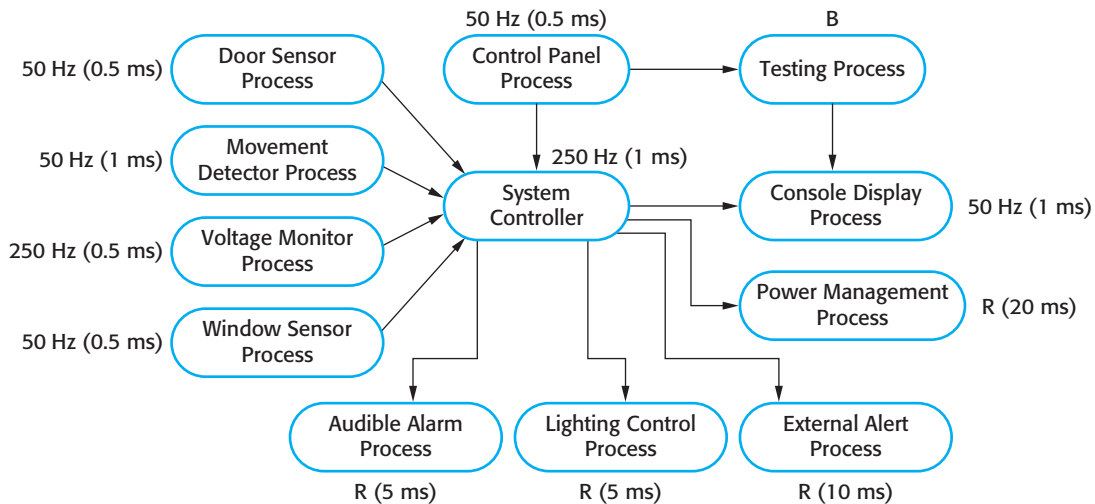 50 Hz (0.5 ms)
B
Door Sensor
Process
50 Hz (0.5 ms)
Control Panel
Process
Testing Process
Movement
Detector Process
50 Hz (1 ms)
250 Hz (1 ms)
System
Controller
Console Display
Process
50 Hz (1 ms)
Voltage Monitor
Process
250 Hz (0.5 ms)
Power Management
Process
R (20 ms)
Window Sensor
Process
50 Hz (0.5 ms)
Audible Alarm
Process
Lighting Control
Process
External Alert
Process
R (5 ms)
R (5 ms)
R (10 ms)